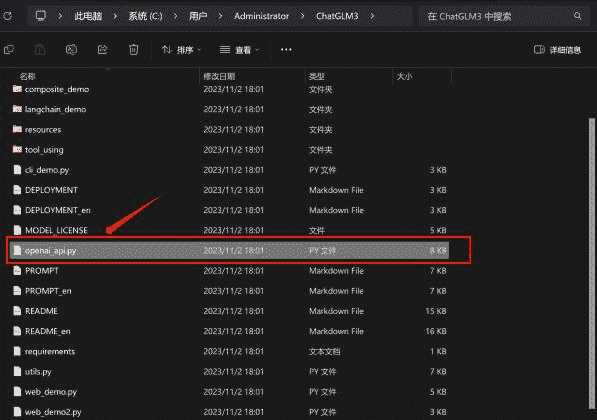 此电脑 > 系统 (C:) > 用户 > Administrator > ChatGLM3 > 在 ChatGLM3 中搜索
排序 查看 ··· 详细信息
名称 修改日期 类型 大小
composite_demo 2023/11/2 18:01 文件夹
langchain_demo 2023/11/2 18:01 文件夹
resources 2023/11/2 18:01 文件夹
tool_using 2023/11/2 18:01 文件夹
cli_demo.py 2023/11/2 18:01 PY 文件 3 KB
DEPLOYMENT 2023/11/2 18:01 Markdown File 3 KB
DEPLOYMENT_en 2023/11/2 18:01 Markdown File 3 KB
MODEL_LICENSE 2023/11/2 18:01 文件 5 KB
openai_api.py 2023/11/2 18:01 PY 文件 8 KB
PROMPT 2023/11/2 18:01 Markdown File 7 KB
PROMPT_en 2023/11/2 18:01 Markdown File 7 KB
README 2023/11/2 18:01 Markdown File 15 KB
README_en 2023/11/2 18:01 Markdown File 16 KB
requirements 2023/11/2 18:01 文本文档 1 KB
utils.py 2023/11/2 18:01 PY 文件 7 KB
web_demo.py 2023/11/2 18:01 PY 文件 5 KB
web_demo2.py 2023/11/2 18:01 PY 文件 3 KB